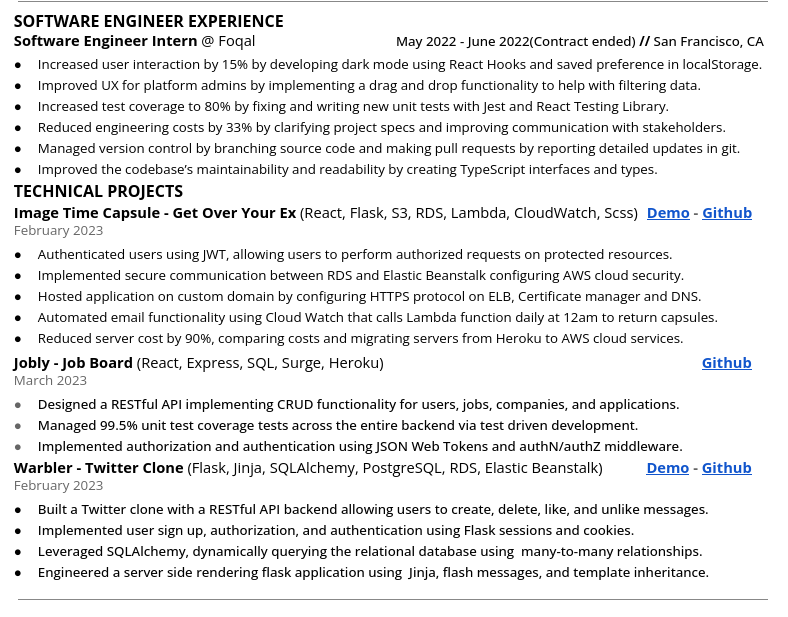 SOFTWARE ENGINEER EXPERIENCE
Software Engineer Intern @ Foqal May 2022 - June 2022(Contract ended) // San Francisco, CA
● Increased user interaction by 15% by developing dark mode using React Hooks and saved preference in localStorage.
● Improved UX for platform admins by implementing a drag and drop functionality to help with filtering data.
● Increased test coverage to 80% by fixing and writing new unit tests with Jest and React Testing Library.
● Reduced engineering costs by 33% by clarifying project specs and improving communication with stakeholders.
● Managed version control by branching source code and making pull requests by reporting detailed updates in git.
● Improved the codebase’s maintainability and readability by creating TypeScript interfaces and types.
TECHNICAL PROJECTS
Image Time Capsule - Get Over Your Ex (React, Flask, S3, RDS, Lambda, CloudWatch, Scss) Demo - Github
February 2023
● Authenticated users using JWT, allowing users to perform authorized requests on protected resources.
● Implemented secure communication between RDS and Elastic Beanstalk configuring AWS cloud security.
● Hosted application on custom domain by configuring HTTPS protocol on ELB, Certificate manager and DNS.
● Automated email functionality using Cloud Watch that calls Lambda function daily at 12am to return capsules.
● Reduced server cost by 90%, comparing costs and migrating servers from Heroku to AWS cloud services.
Jobly - Job Board (React, Express, SQL, Surge, Heroku) Github
March 2023
● Designed a RESTful API implementing CRUD functionality for users, jobs, companies, and applications.
● Managed 99.5% unit test coverage tests across the entire backend via test driven development.
● Implemented authorization and authentication using JSON Web Tokens and authN/authZ middleware.
Warbler - Twitter Clone (Flask, Jinja, SQLAlchemy, PostgreSQL, RDS, Elastic Beanstalk) Demo - Github
February 2023
● Built a Twitter clone with a RESTful API backend allowing users to create, delete, like, and unlike messages.
● Implemented user sign up, authorization, and authentication using Flask sessions and cookies.
● Leveraged SQLAlchemy, dynamically querying the relational database using  many-to-many relationships.
● Engineered a server side rendering flask application using  Jinja, flash messages, and template inheritance.